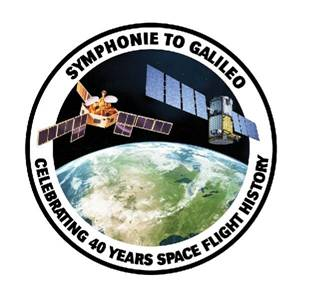 SYMPHONIE TO GALILEO
CELEBRATING 40 YEARS SPACE FLIGHT HISTORY